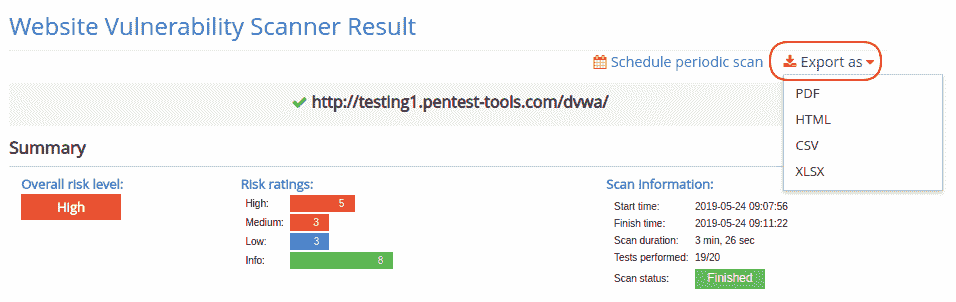 Website Vulnerability Scanner Result
Schedule periodic scan
Export as
PDF
HTML
CSV
XLSX
http://testing1.pentest-tools.com/dvwa/
Summary
Overall risk level:
High
Risk ratings:
High: 5
Medium: 3
Low: 3
Info: 8
Scan information:
Start time: 2019-05-24 09:07:56
Finish time: 2019-05-24 09:11:22
Scan duration: 3 min, 26 sec
Tests performed: 19/20
Scan status: Finished